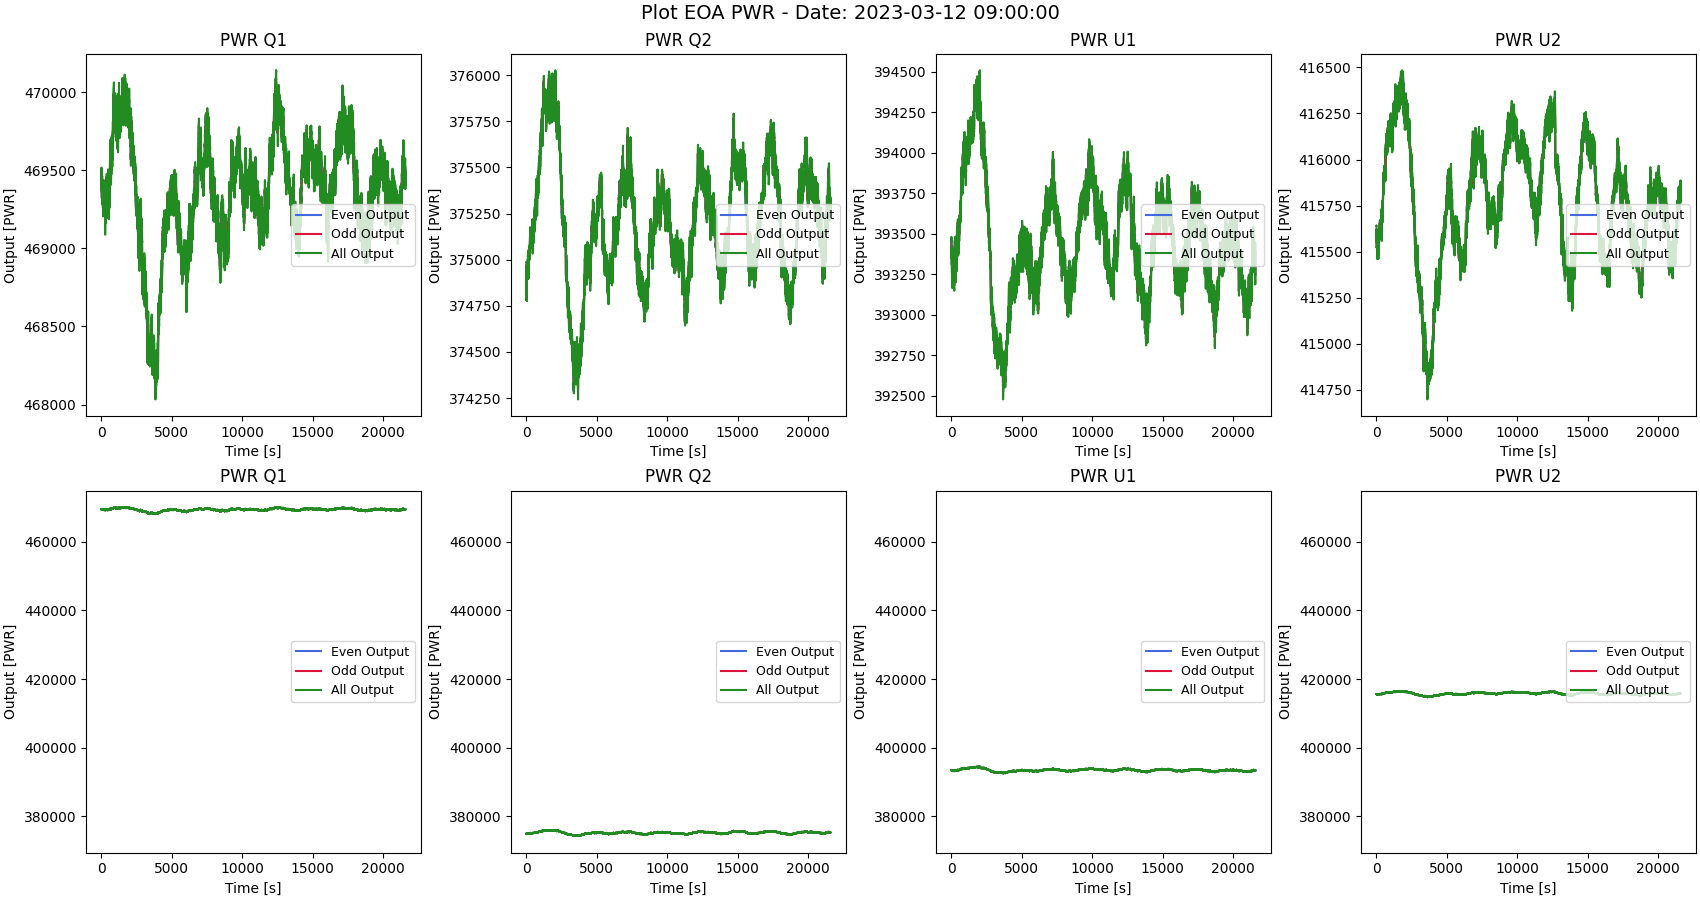 Plot EOA PWR - Date: 2023-03-12 09:00:00
PWR Q1
Output [PWR]
470000
469500
469000
468500
468000
Even Output
Odd Output
All Output
0 5000 10000 15000 20000
Time [s]
PWR Q2
Output [PWR]
376000
375750
375500
375250
375000
374750
374500
374250
Even Output
Odd Output
All Output
0 5000 10000 15000 20000
Time [s]
PWR U1
Output [PWR]
394500
394250
394000
393750
393500
393250
393000
392750
392500
Even Output
Odd Output
All Output
0 5000 10000 15000 20000
Time [s]
PWR U2
Output [PWR]
416500
416250
416000
415750
415500
415250
415000
414750
Even Output
Odd Output
All Output
0 5000 10000 15000 20000
Time [s]
PWR Q1
Output [PWR]
460000
440000
420000
400000
380000
Even Output
Odd Output
All Output
0 5000 10000 15000 20000
Time [s]
PWR Q2
Output [PWR]
460000
440000
420000
400000
380000
Even Output
Odd Output
All Output
0 5000 10000 15000 20000
Time [s]
PWR U1
Output [PWR]
460000
440000
420000
400000
380000
Even Output
Odd Output
All Output
0 5000 10000 15000 20000
Time [s]
PWR U2
Output [PWR]
460000
440000
420000
400000
380000
Even Output
Odd Output
All Output
0 5000 10000 15000 20000
Time [s]